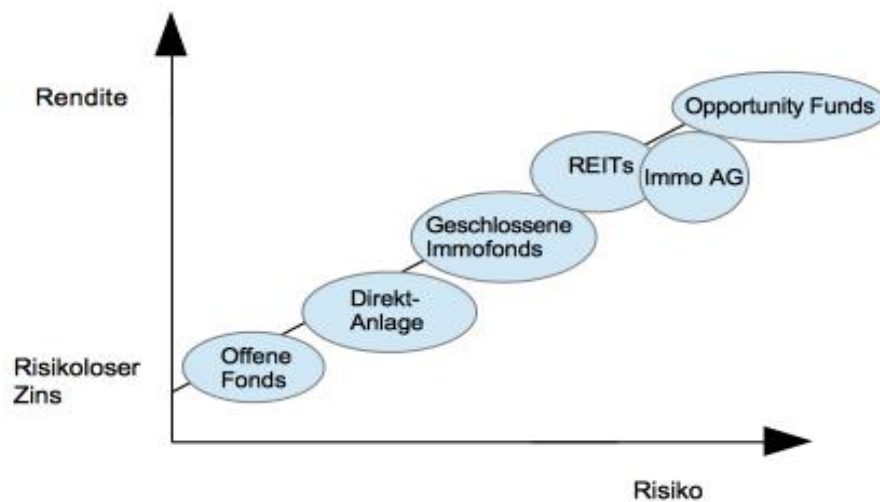 Rendite
Opportunity Funds
REITs
Immo AG
Geschlossene
Immofonds
Direkt-
Anlage
Offene
Fonds
Risikoloser
Zins
Risiko